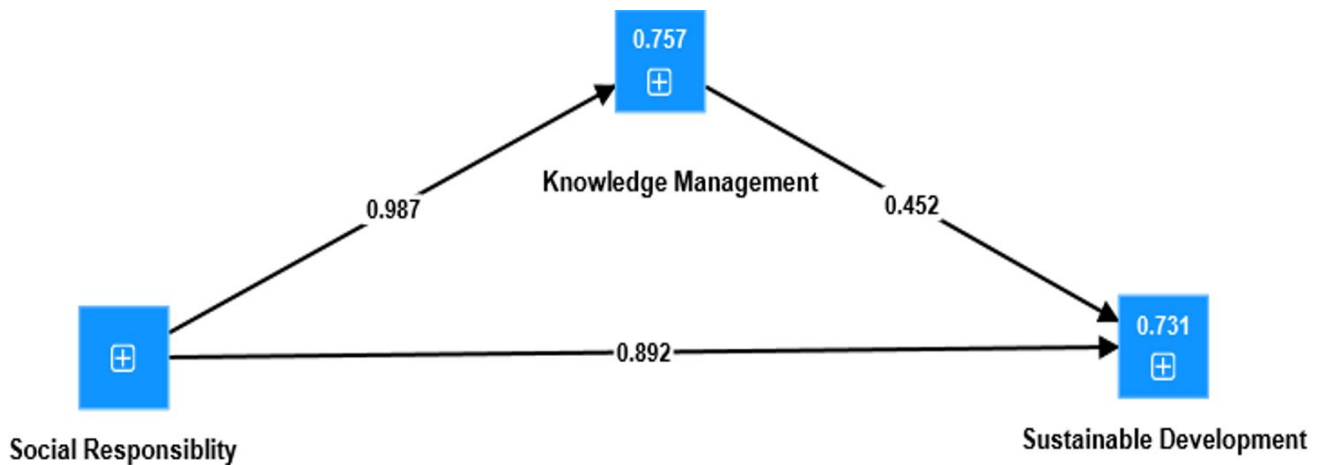 0.757
Knowledge Management
0.987
0.452
0.731
0.892
Social Responsiblity
Sustainable Development